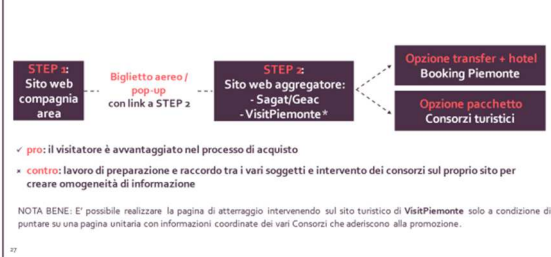 STEP 1:
Sito web
compagnia
area
Biglietto aereo /
pop-up
con link a STEP 2
STEP 2:
Sito web aggregatore:
- Sagat/Geac
- VisitPiemonte*
Opzione transfer + hotel
Booking Piemonte
Opzione pacchetto
Consorzi turistici
✓ pro: il visitatore è avvantaggiato nel processo di acquisto
× contro: lavoro di preparazione e raccordo tra i vari soggetti e intervento dei consorzi sul proprio sito per
creare omogeneità di informazione
NOTA BENE: E' possibile realizzare la pagina di atterraggio intervenendo sul sito turistico di VisitPiemonte solo a condizione di
puntare su una pagina unitaria con informazioni coordinate dei vari Consorzi che aderiscono alla promozione.
27